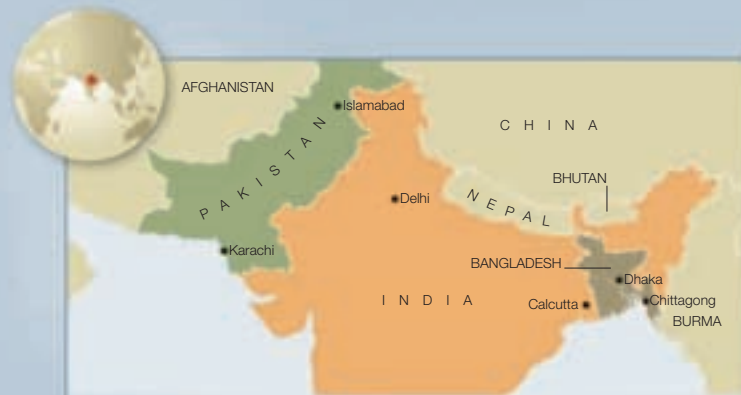 AFGHANISTAN
Islamabad
CHINA
PAKISTAN
BHUTAN
Delhi
NEPAL
Karachi
BANGLADESH
Dhaka
INDIA
Calcutta
Chittagong
BURMA